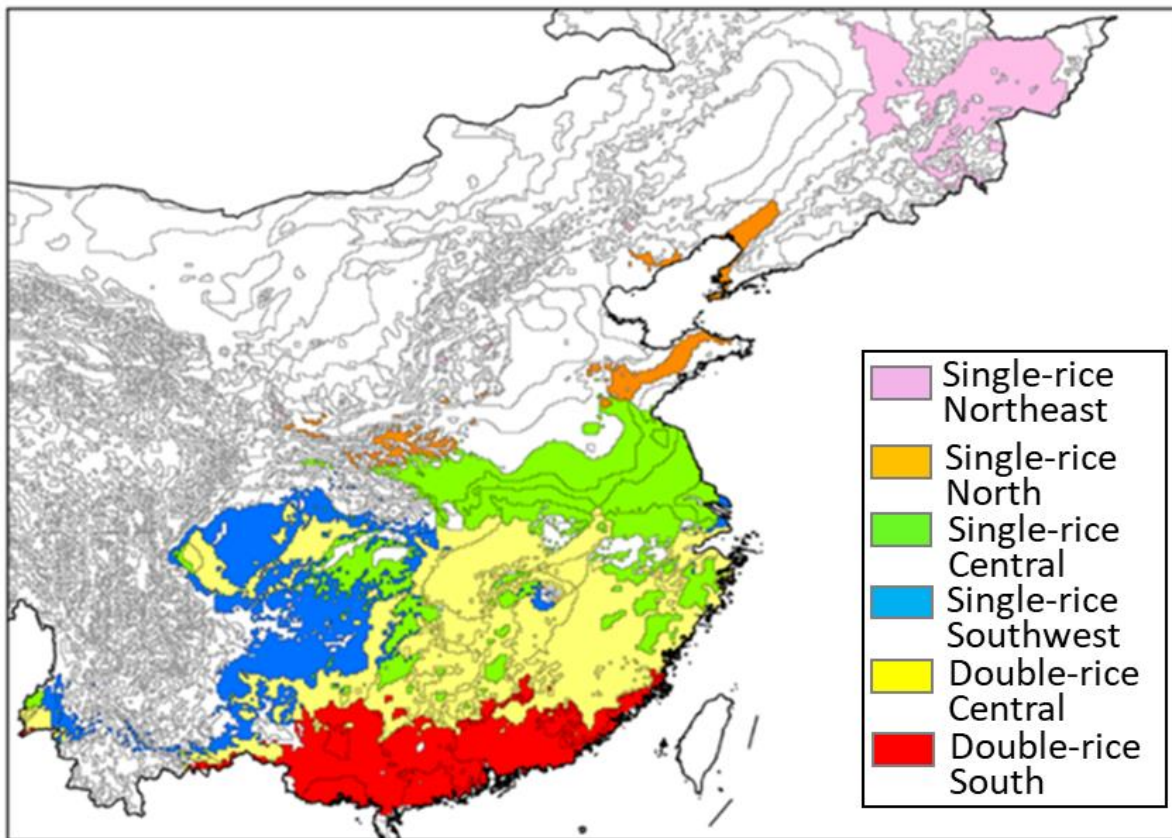 Single-rice
Northeast
Single-rice
North
Single-rice
Central
Single-rice
Southwest
Double-rice
Central
Double-rice
South